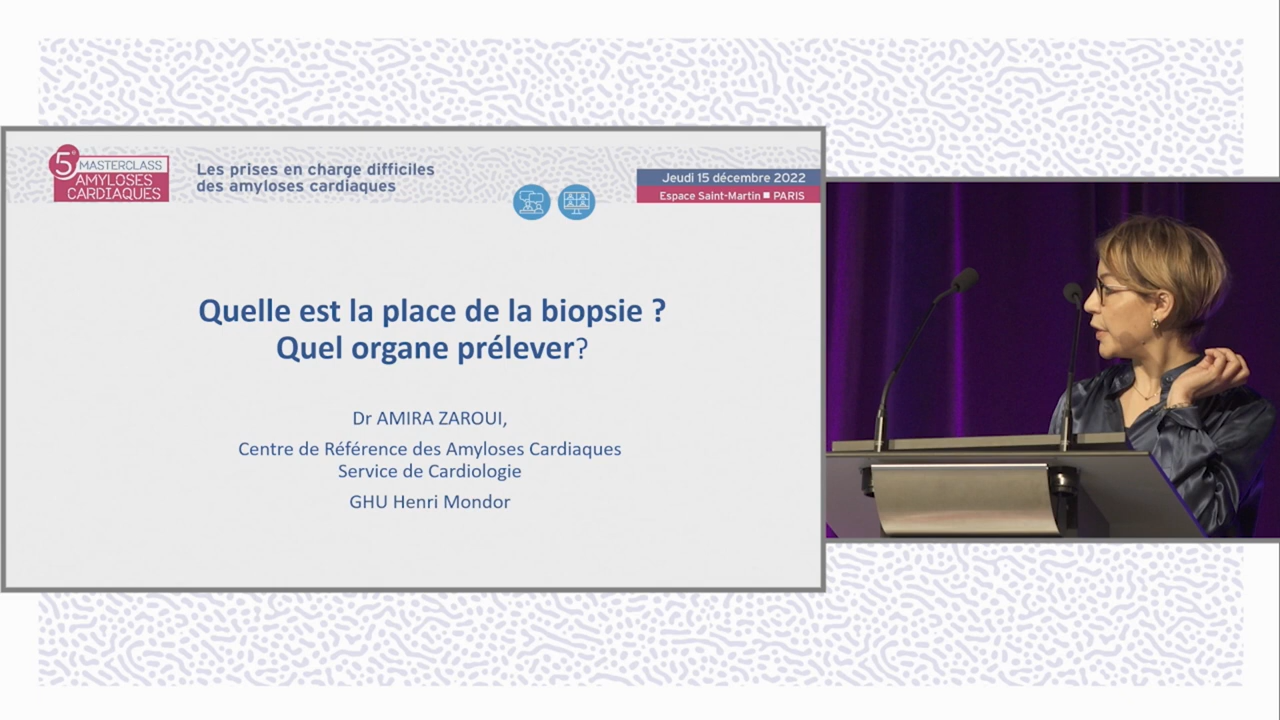 5e MASTERCLASS
AMYLOSES
CARDIAQUES
Les prises en charge difficiles
des amyloses cardiaques
Jeudi 15 décembre 2022
Espace Saint-Martin ■ PARIS
Quelle est la place de la biopsie ?
Quel organe prélever?
Dr AMIRA ZAROUI,
Centre de Référence des Amyloses Cardiaques
Service de Cardiologie
GHU Henri Mondor